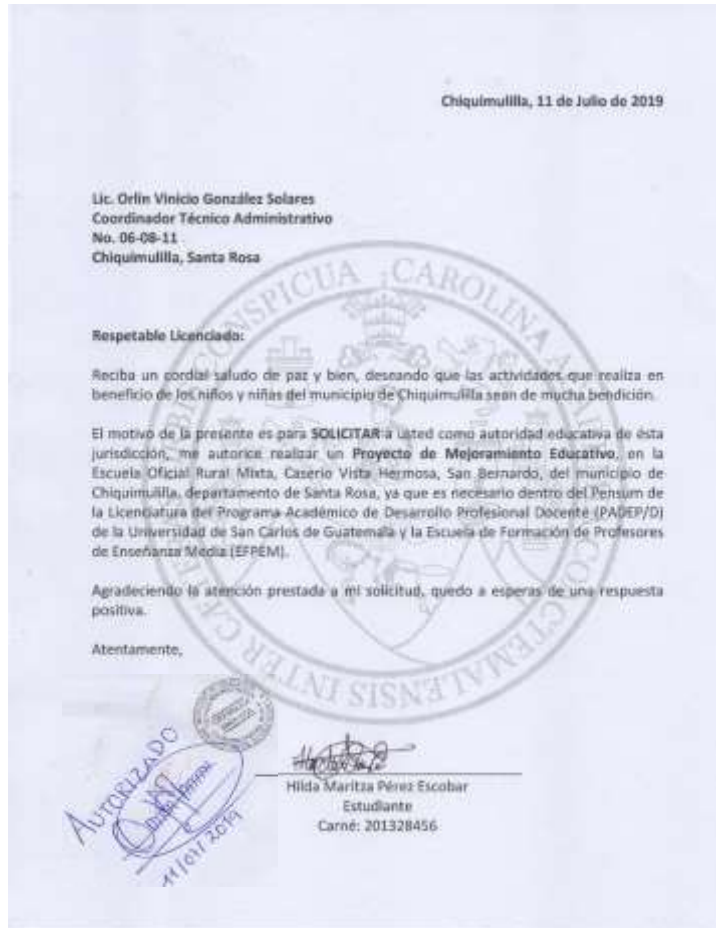 Chiquimulilla, 11 de Julio de 2019
Lic. Orlin Vinicio González Solares
Coordinador Técnico Administrativo
No. 06-08-11
Chiquimulilla, Santa Rosa
Respetable Licenciado:
Reciba un cordial saludo de paz y bien, deseando que las actividades que realiza en
beneficio de los niños y niñas del municipio de Chiquimulilla sean de mucha bendición.
El motivo de la presente es para SOLICITAR a usted como autoridad educativa de ésta
jurisdicción, me autorice realizar un Proyecto de Mejoramiento Educativo, en la
Escuela Oficial Rural Mixta, Caserío Vista Hermosa, San Bernardo, del municipio de
Chiquimulilla, departamento de Santa Rosa, ya que es necesario dentro del Pensum de
la Licenciatura del Programa Académico de Desarrollo Profesional Docente (PADEP/D)
de la Universidad de San Carlos de Guatemala y la Escuela de Formación de Profesores
de Enseñanza Media (EFPEM).
Agradeciendo la atención prestada a mi solicitud, quedo a esperas de una respuesta
positiva.
Atentamente,
AUTORIZADO
11/07/2019
Hilda Maritza Pérez Escobar
Estudiante
Carné: 201328456
CONSPICUA CAROLINA
INTER